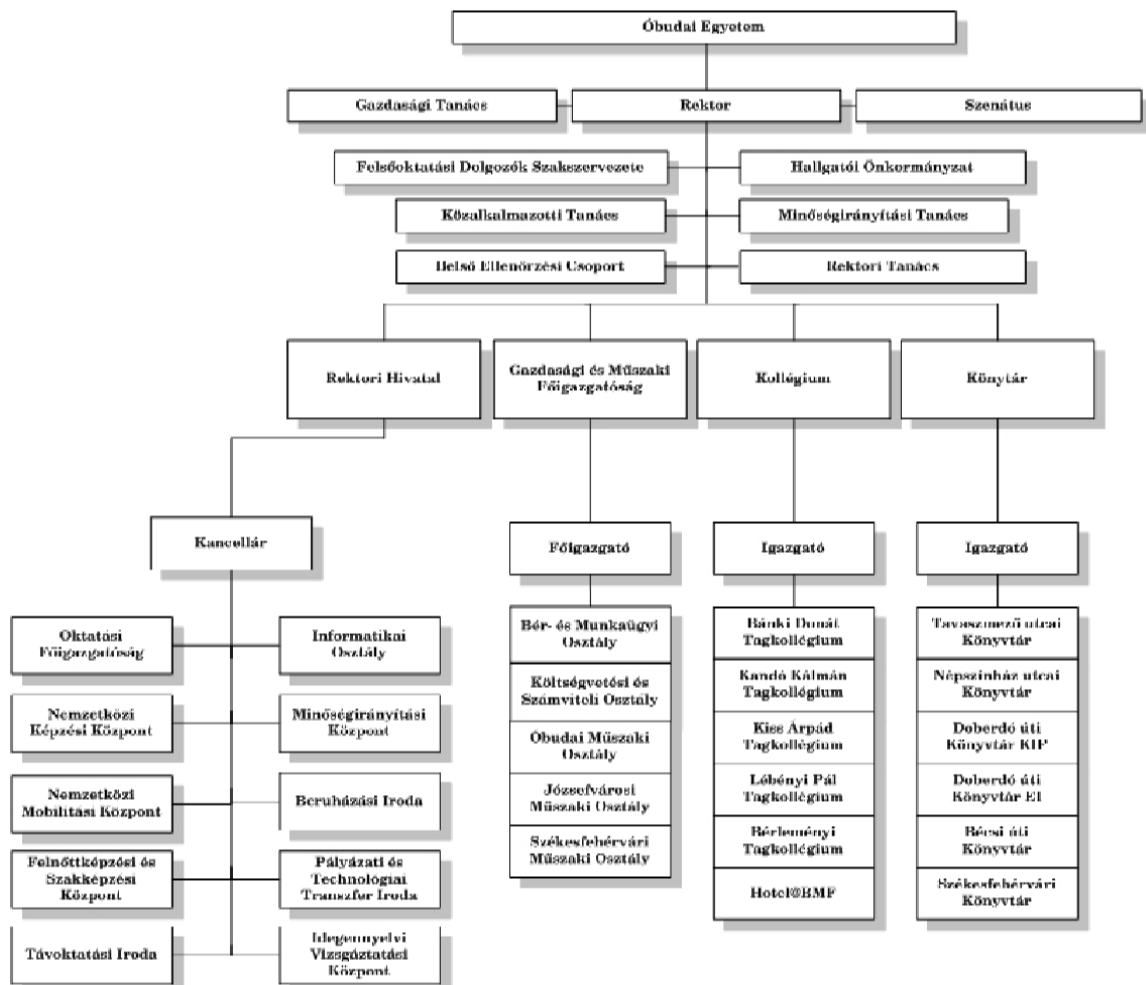 Óbudai Egyetem
Gazdasági Tanács
Rektor
Szenátus
Felsőoktatási Dolgozók Szakszervezete
Hallgatói Önkormányzat
Közalkalmazotti Tanács
Minőségirányítási Tanács
Belső Ellenőrzési Csoport
Rektori Tanács
Rektori Hivatal
Gazdasági és Műszaki
Főigazgatóság
Kollégium
Könytár
Kancellár
Főigazgató
Igazgató
Igazgató
Oktatási
Főigazgatóság
Informatikai
Osztály
Nemzetközi
Képzési Központ
Minőségirányítási
Központ
Nemzetközi
Mobilitási Központ
Beruházási Iroda
Felnőttképzési és
Szakképzési
Központ
Pályázati és
Technológiai
Transzfer Iroda
Távoktatási Iroda
Idegennyelvi
Vizsgáztatási
Központ
Bér- és Munkaügyi
Osztály
Költségvetési és
Számviteli Osztály
Óbudai Műszaki
Osztály
Józsefvárosi
Műszaki Osztály
Székesfehérvári
Műszaki Osztály
Bánki Donát
Tagkollégium
Kandó Kálmán
Tagkollégium
Kiss Árpád
Tagkollégium
Lébényi Pál
Tagkollégium
Bérleményi
Tagkollégium
Hotel@BMF
Tavaszmező utcai
Könyvtár
Népszínház utcai
Könyvtár
Doberdó úti
Könyvtár KIP
Doberdó úti
Könyvtár EI
Bécsi úti
Könyvtár
Székesfehérvári
Könyvtár